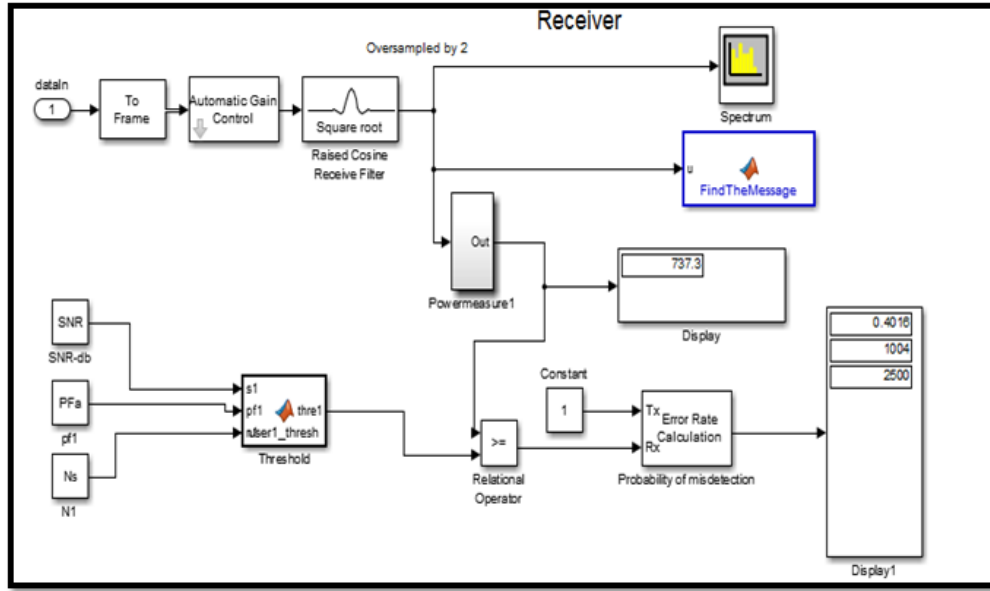 Receiver
Oversampled by 2
dataIn
1
To
Frame
Automatic Gain
Control
Square root
Raised Cosine
Receive Filter
Spectrum
u
FindTheMessage
Out
Powermeasure1
737.3
Display
SNR
SNR-db
PFa
pf1
Ns
N1
s1
pf1
thre1
user1_thresh
Threshold
>=
Relational
Operator
Constant
1
Tx
Rx
Error Rate
Calculation
Probability of misdetection
0.4016
1004
2500
Display1